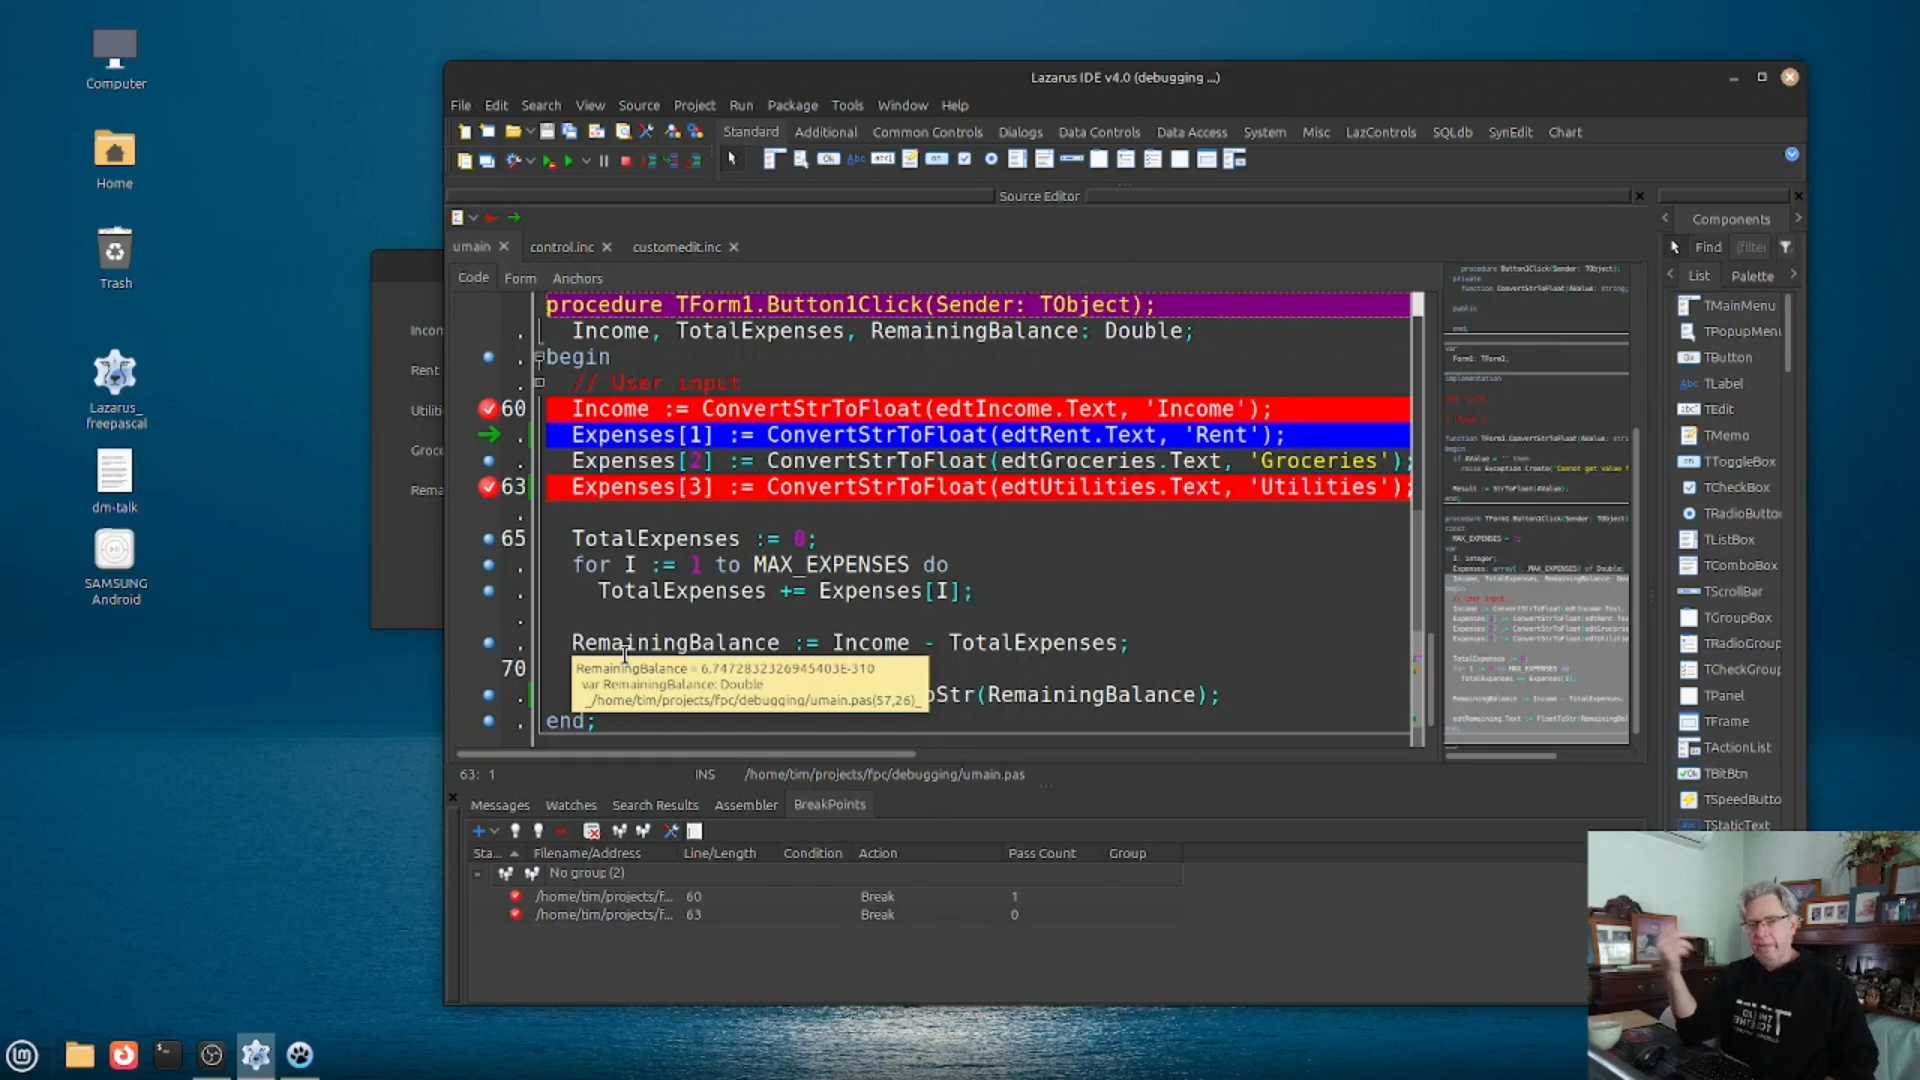 Computer
Home
Trash
Lazarus_
freepascal
dm-talk
SAMSUNG
Android
Incon
Rent
Utiliti
Groce
Rema
Lazarus IDE v4.0 (debugging ...)
File Edit Search View Source Project Run Package Tools Window Help
Standard Additional Common Controls Dialogs Data Controls Data Access System Misc LazControls SQLdb SynEdit Chart
Source Editor
umain control.inc customedit.inc
Code Form Anchors
procedure TForm1.Button1Click(Sender: TObject);
Income, TotalExpenses, RemainingBalance: Double;
begin
// User input
60 Income := ConvertStrToFloat(edtIncome.Text, 'Income');
Expenses[1] := ConvertStrToFloat(edtRent.Text, 'Rent');
Expenses[2] := ConvertStrToFloat(edtGroceries.Text, 'Groceries');
63 Expenses[3] := ConvertStrToFloat(edtUtilities.Text, 'Utilities');
65 TotalExpenses := 0;
for I := 1 to MAX_EXPENSES do
TotalExpenses += Expenses[I];
RemainingBalance := Income - TotalExpenses;
70
RemainingBalance = 6.7472832326945403E-310
var RemainingBalance: Double
_/home/tim/projects/fpc/debugging/umain.pas(57,26)_
oStr(RemainingBalance);
end;
63: 1 INS /home/tim/projects/fpc/debugging/umain.pas
Messages Watches Search Results Assembler BreakPoints
Sta... Filename/Address Line/Length Condition Action Pass Count Group
No group (2)
/home/tim/projects/f... 60 Break 1
/home/tim/projects/f... 63 Break 0
Components
Find (filter
List Palette
TMainMenu
TPopupMenu
TButton
TLabel
TEdit
TMemo
TToggleBox
TCheckBox
TRadioButto
TListBox
TComboBox
TScrollBar
TGroupBox
TRadioGroup
TCheckGroup
TPanel
TFrame
TActionList
TBitBtn
TSpeedButto
TStaticText